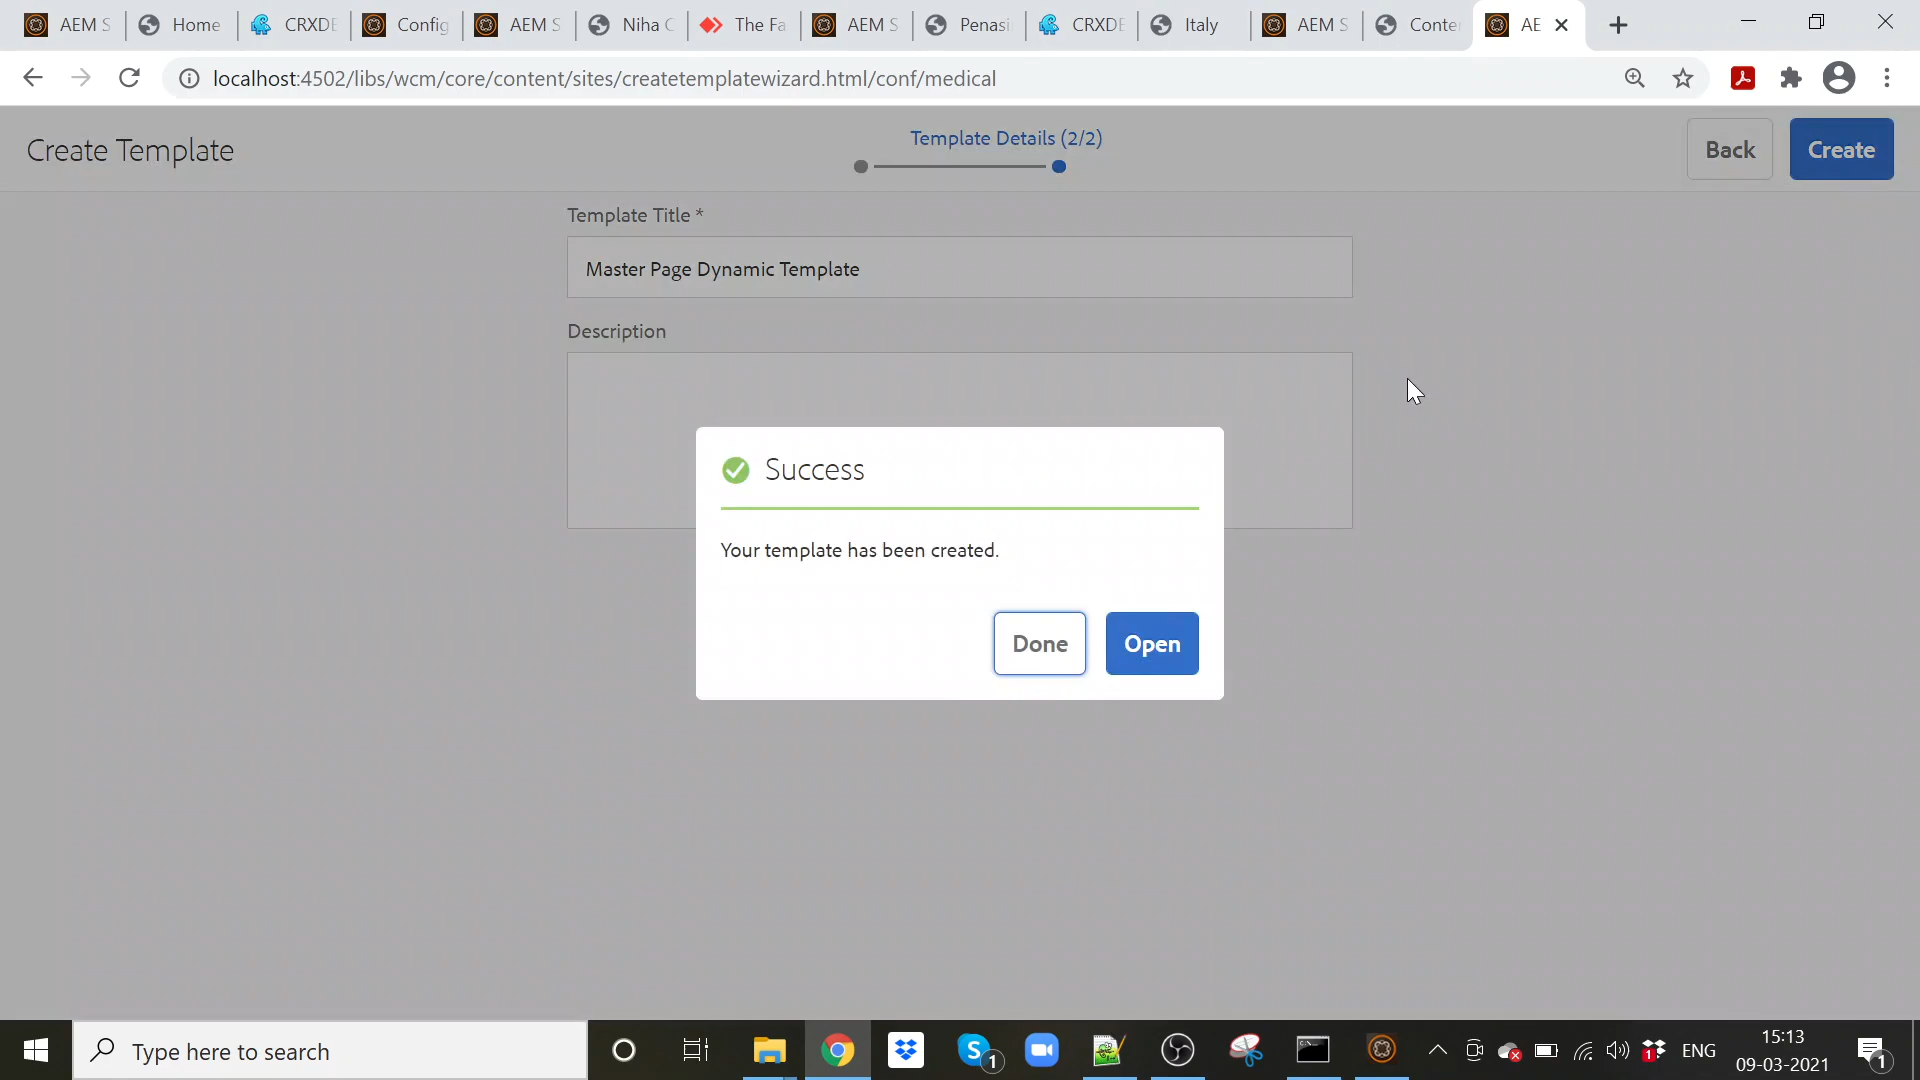 AEM S
Home
CRXDE
Config
AEM S
Niha C
The Fa
AEM S
Penasi
CRXDE
Italy
AEM S
Conte
AE
localhost:4502/libs/wcm/core/content/sites/createtemplatewizard.html/conf/medical
Create Template
Template Details (2/2)
Back
Create
Template Title *
Master Page Dynamic Template
Description
Success
Your template has been created.
Done
Open
Type here to search
1
1
ENG
15:13
09-03-2021
1